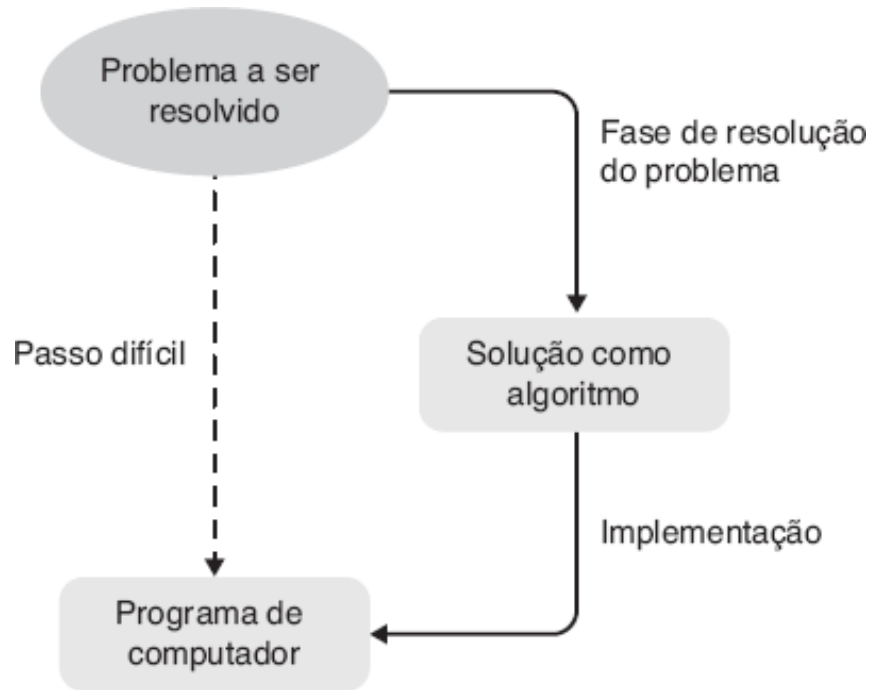 Problema a ser
resolvido
Fase de resolução
do problema
Passo difícil
Solução como
algoritmo
Implementação
Programa de
computador